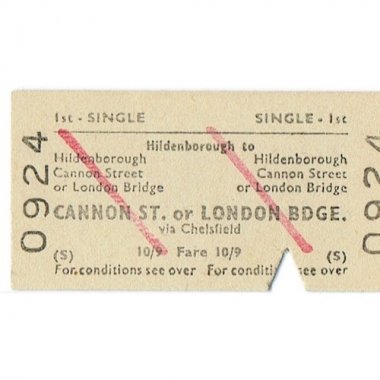 1st - SINGLE SINGLE - 1st
Hildenborough to
Hildenborough Hildenborough
Cannon Street Cannon Street
or London Bridge or London Bridge
CANNON ST. or LONDON BDGE.
via Chelsfield
(S) 10/9 Fare 10/9 (S)
For conditions see over For conditi see over
0924
092